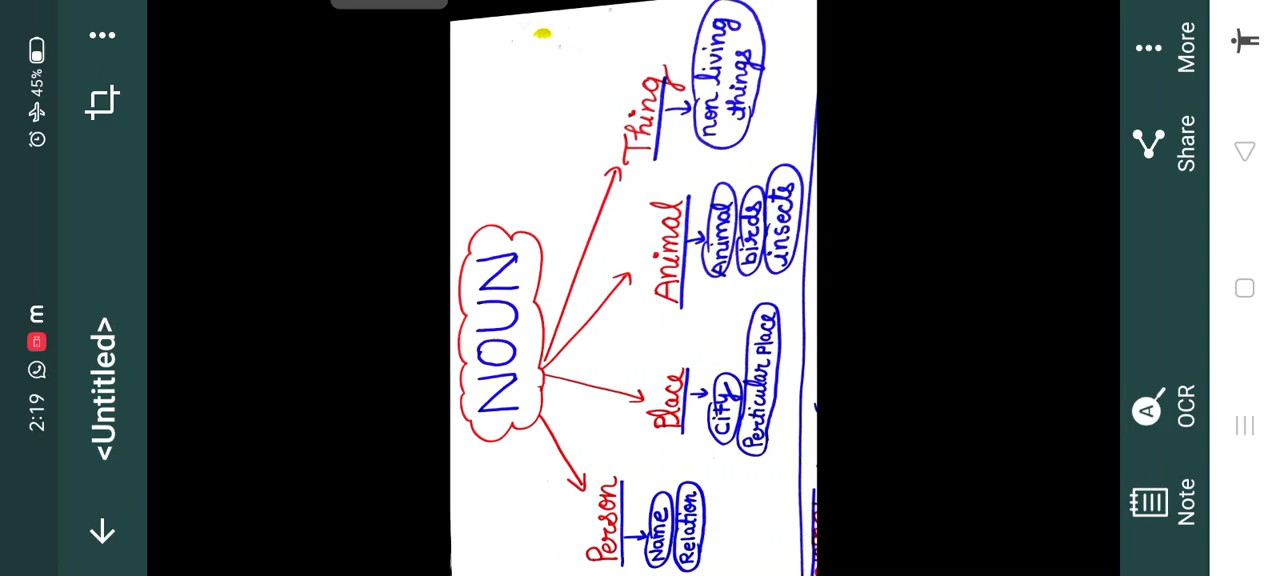 2:19 m 45%
<Untitled>
NOUN
Person
Name
Relation
Place
City
Perticular Place
Animal
Animal
birds
insects
Thing
non living
things
Note
OCR
Share
More